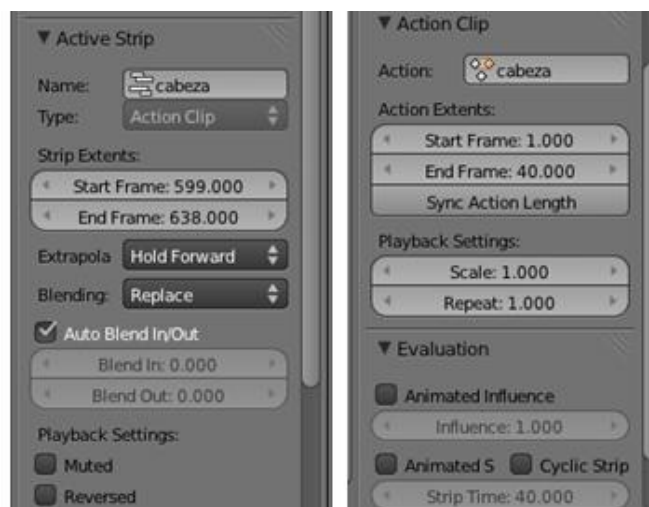 Active Strip
Name: cabeza
Type: Action Clip
Strip Extents:
Start Frame: 599.000
End Frame: 638.000
Extrapola Hold Forward
Blending: Replace
Auto Blend In/Out
Blend In: 0.000
Blend Out: 0.000
Playback Settings:
Muted
Reversed
Action Clip
Action: cabeza
Action Extents:
Start Frame: 1.000
End Frame: 40.000
Sync Action Length
Playback Settings:
Scale: 1.000
Repeat: 1.000
Evaluation
Animated Influence
Influence: 1.000
Animated S Cyclic Strip
Strip Time: 40.000